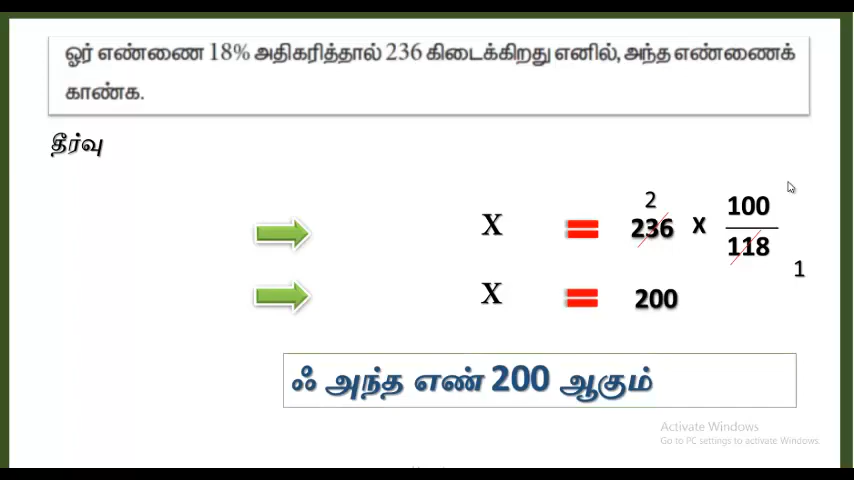 ஓர் எண்ணை 18% அதிகரித்தால் 236 கிடைக்கிறது எனில், அந்த எண்ணைக்
காண்க.
தீர்வு
2
x = 236 x 100
118
1
x = 200
ஃ அந்த எண் 200 ஆகும்
Activate Windows
Go to PC settings to activate Windows.